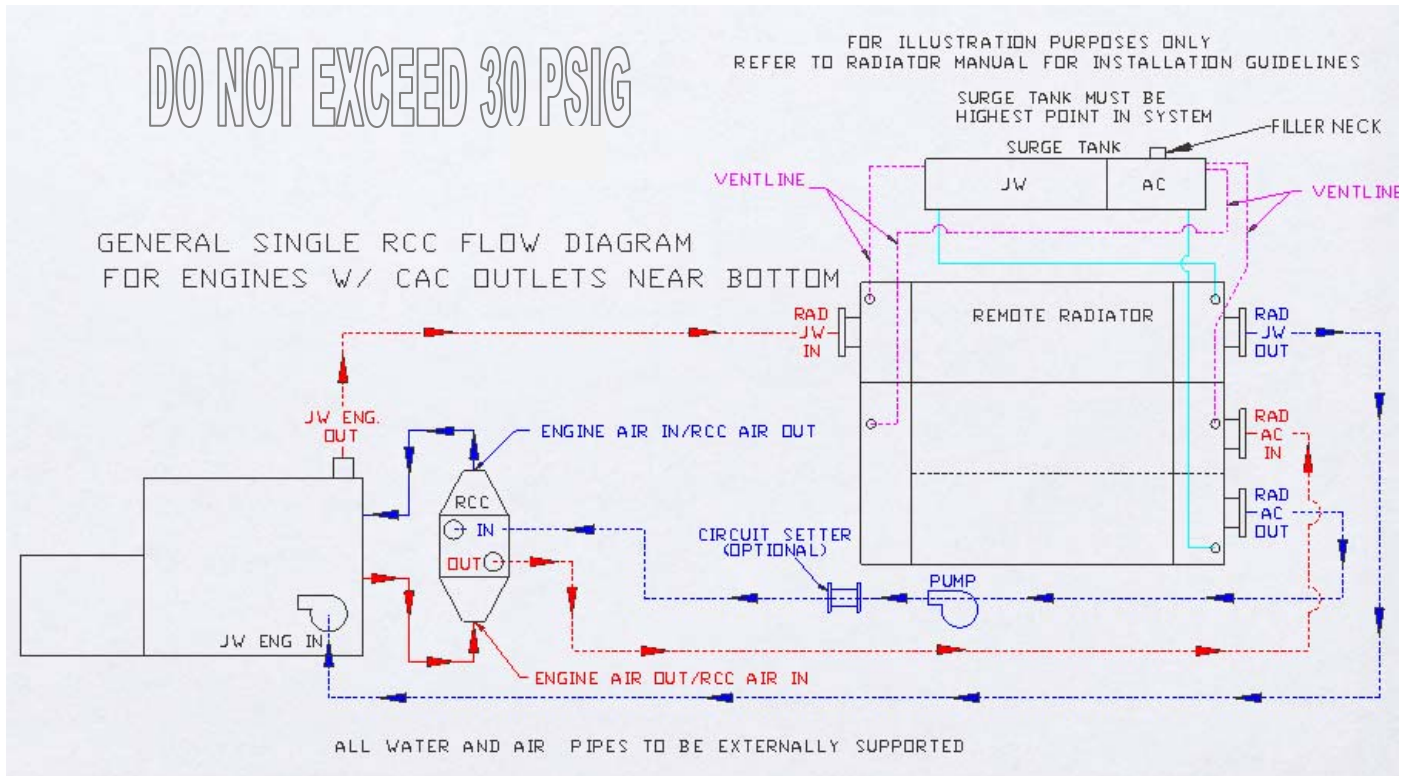 DO NOT EXCEED 30 PSIG
FOR ILLUSTRATION PURPOSES ONLY
REFER TO RADIATOR MANUAL FOR INSTALLATION GUIDELINES
SURGE TANK MUST BE
HIGHEST POINT IN SYSTEM
FILLER NECK
SURGE TANK
JW
AC
VENTLINE
VENTLINE
GENERAL SINGLE RCC FLOW DIAGRAM
FOR ENGINES W/ CAC OUTLETS NEAR BOTTOM
RAD
JW
IN
REMOTE RADIATOR
RAD
JW
OUT
JW ENG.
OUT
ENGINE AIR IN/RCC AIR OUT
RAD
AC
IN
RCC
IN
OUT
RAD
AC
OUT
CIRCUIT SETTER
(OPTIONAL)
PUMP
JW ENG IN
ENGINE AIR OUT/RCC AIR IN
ALL WATER AND AIR PIPES TO BE EXTERNALLY SUPPORTED